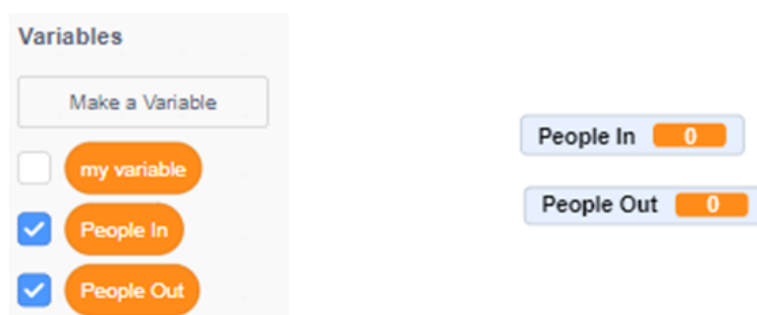 Variables
Make a Variable
my variable
People In
People Out
People In 0
People Out 0